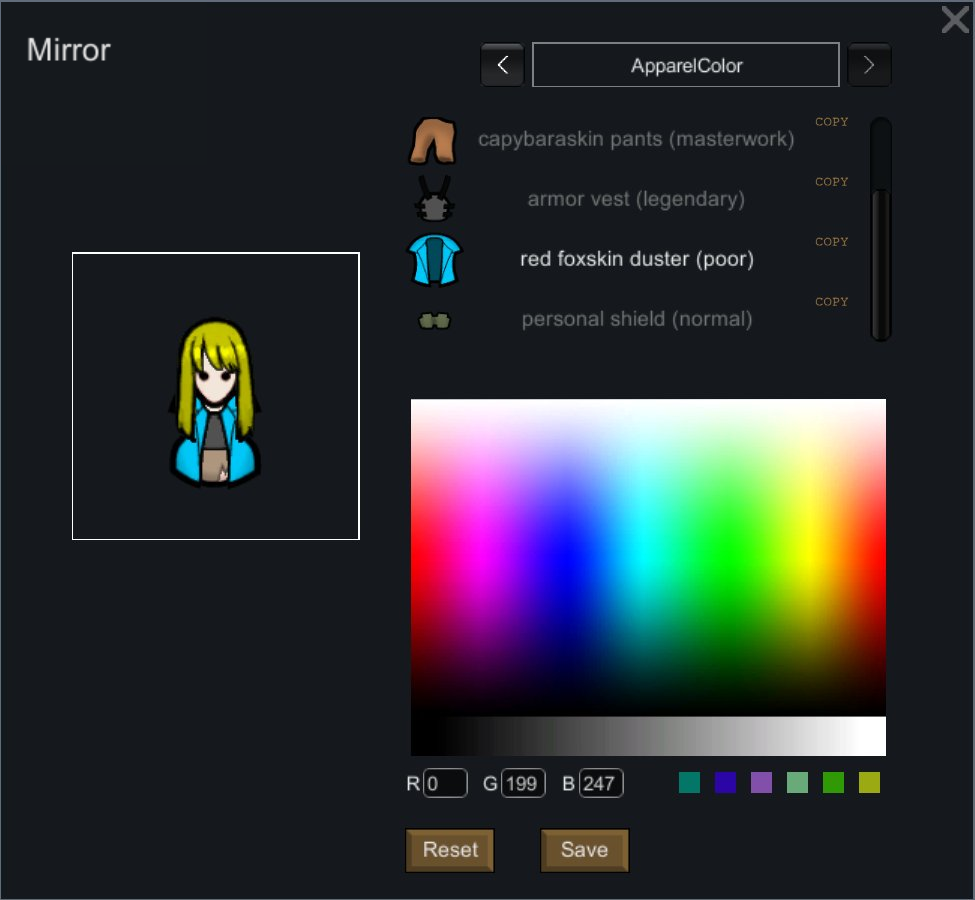 Mirror
ApparelColor
capybaraskin pants (masterwork)
COPY
armor vest (legendary)
COPY
red foxskin duster (poor)
COPY
personal shield (normal)
COPY
R 0 G 199 B 247
Reset Save